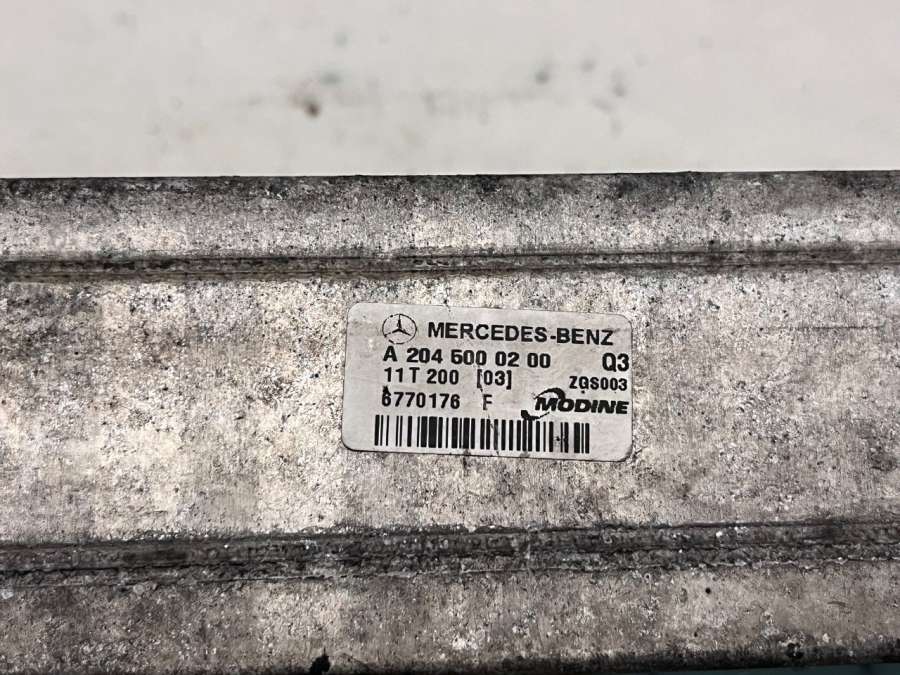 MERCEDES-BENZ
A 204 500 02 00 Q3
11 T 200 [03] ZGS003
6770176 F MODINE